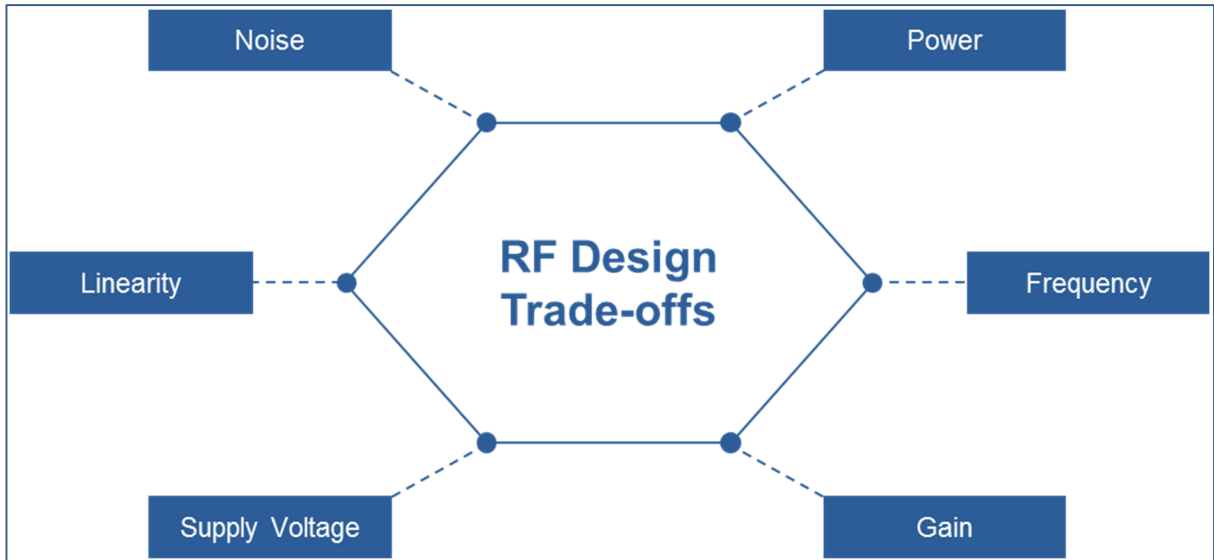 Noise
Power
Linearity
RF Design
Trade-offs
Frequency
Supply Voltage
Gain